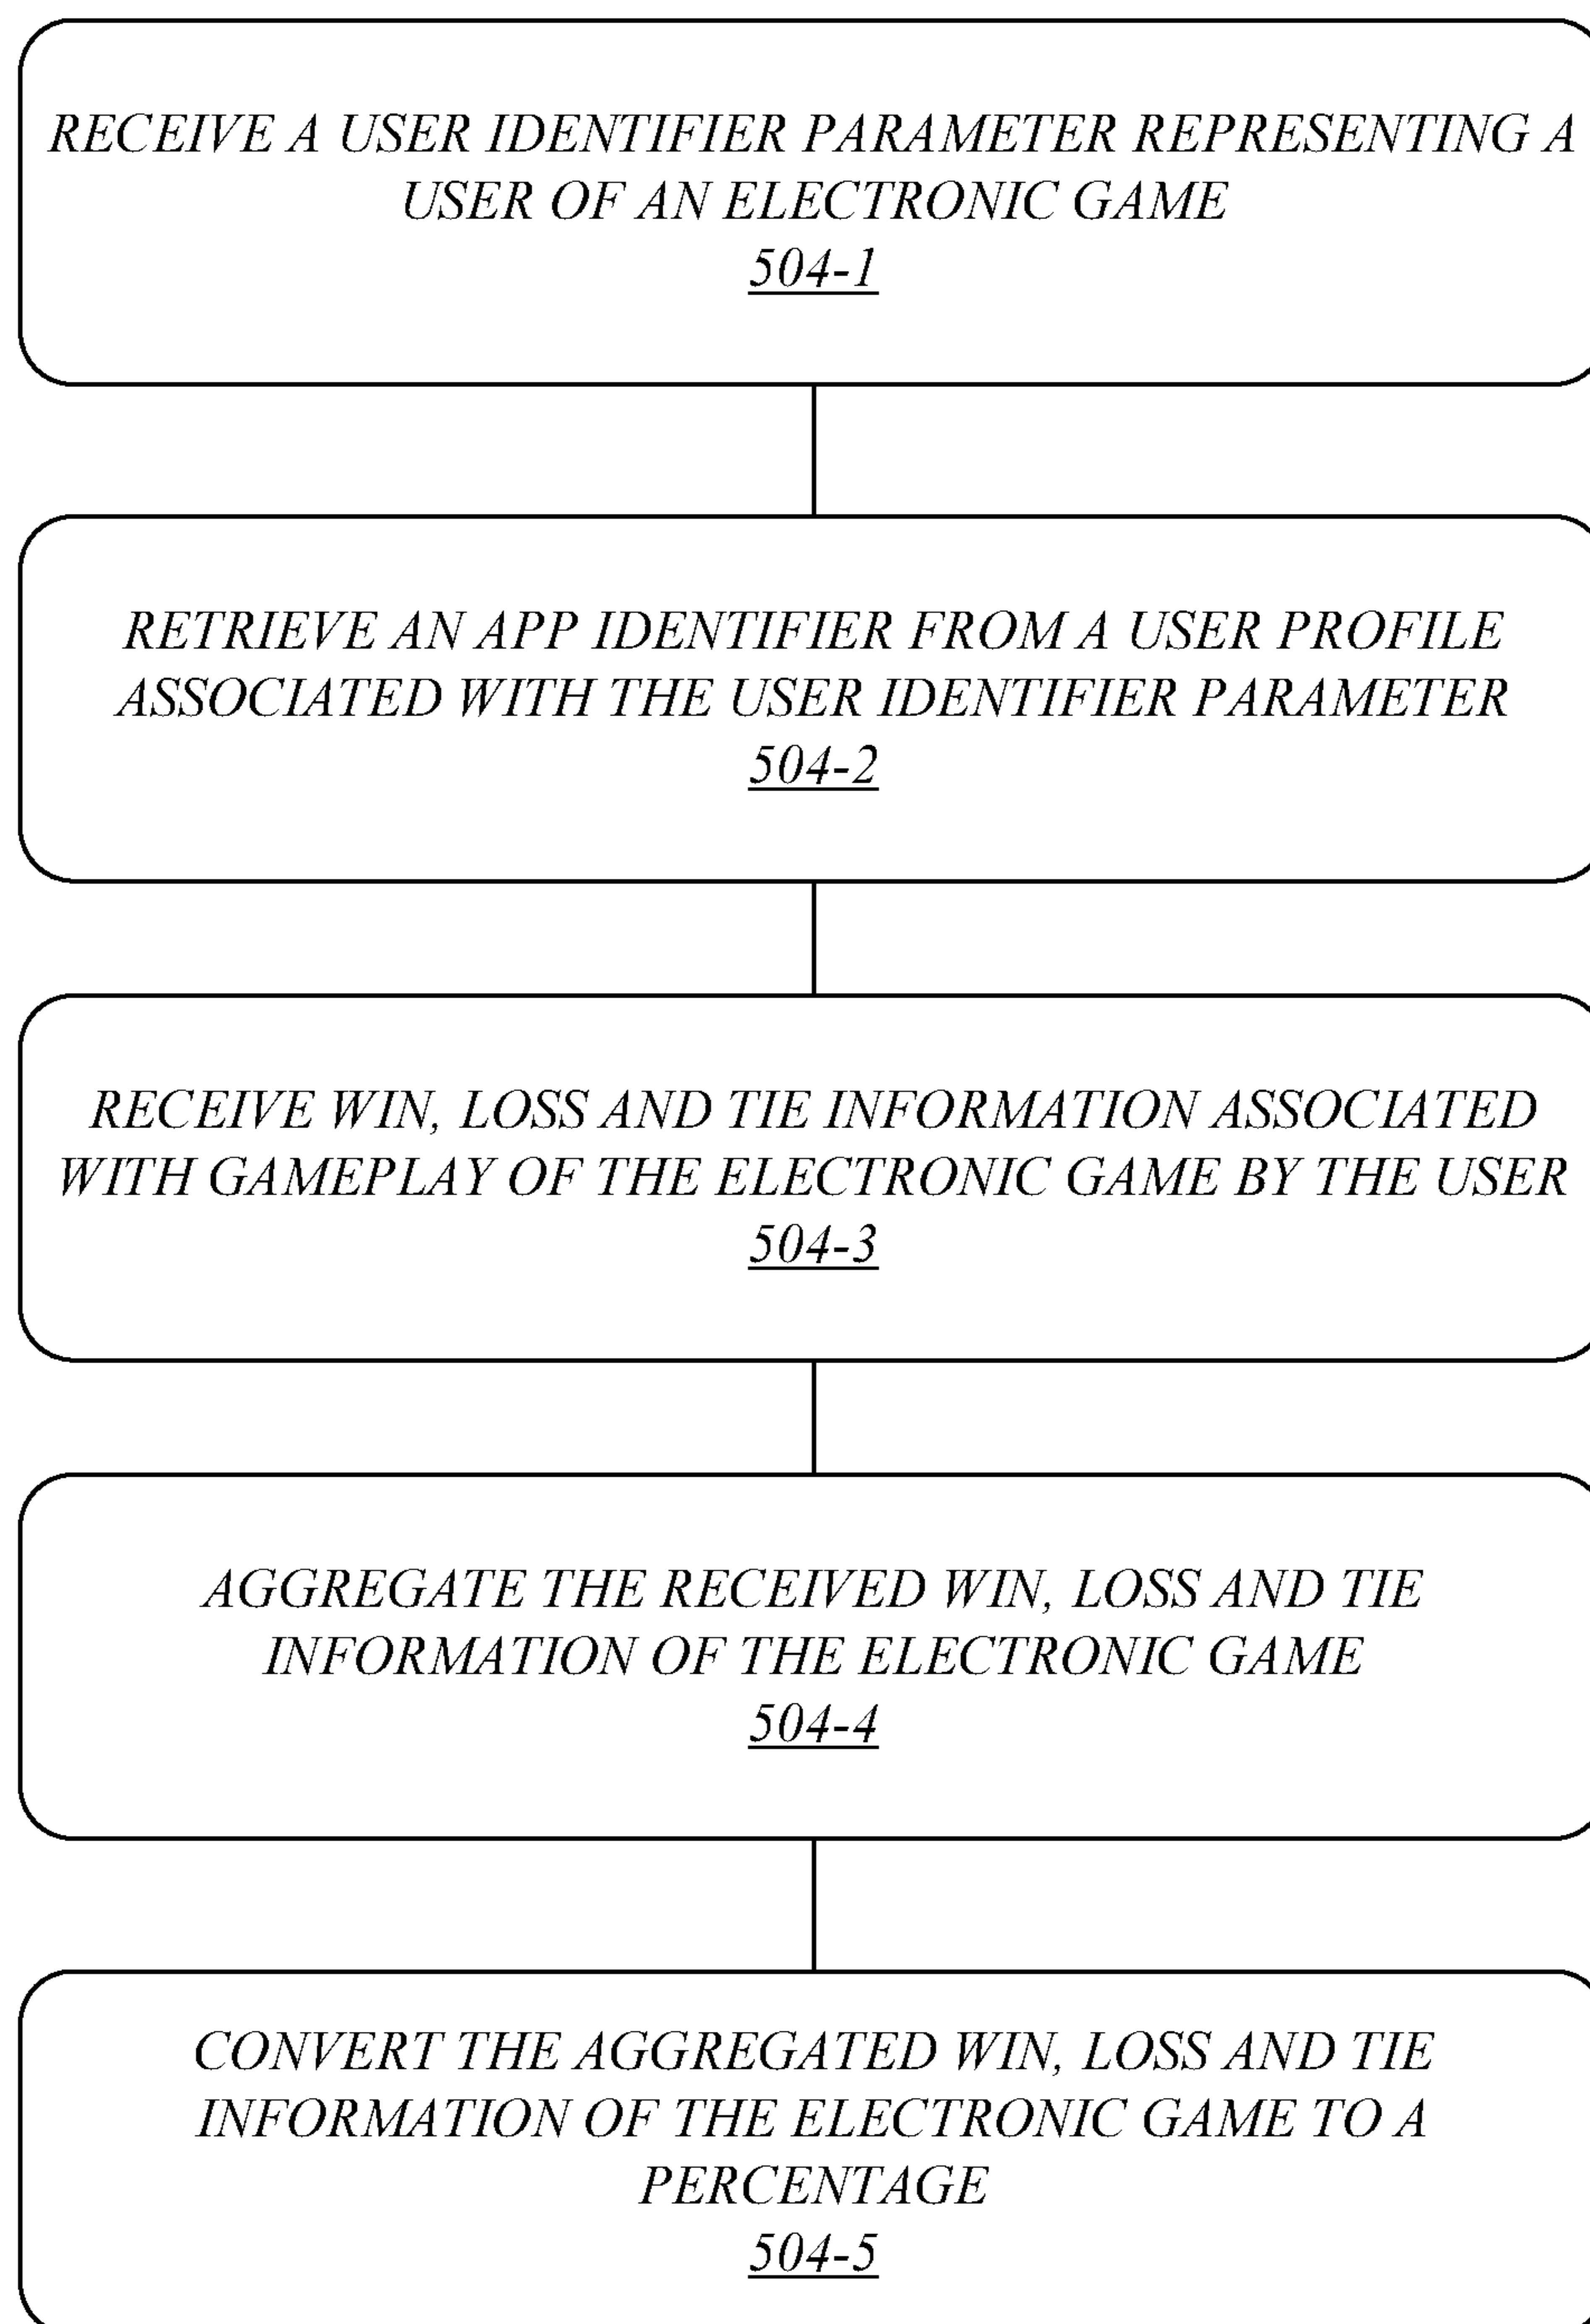 RECEIVE A USER IDENTIFIER PARAMETER REPRESENTING A
USER OF AN ELECTRONIC GAME
504-1
RETRIEVE AN APP IDENTIFIER FROM A USER PROFILE
ASSOCIATED WITH THE USER IDENTIFIER PARAMETER
504-2
RECEIVE WIN, LOSS AND TIE INFORMATION ASSOCIATED
WITH GAMEPLAY OF THE ELECTRONIC GAME BY THE USER
504-3
AGGREGATE THE RECEIVED WIN, LOSS AND TIE
INFORMATION OF THE ELECTRONIC GAME
504-4
CONVERT THE AGGREGATED WIN, LOSS AND TIE
INFORMATION OF THE ELECTRONIC GAME TO A
PERCENTAGE
504-5